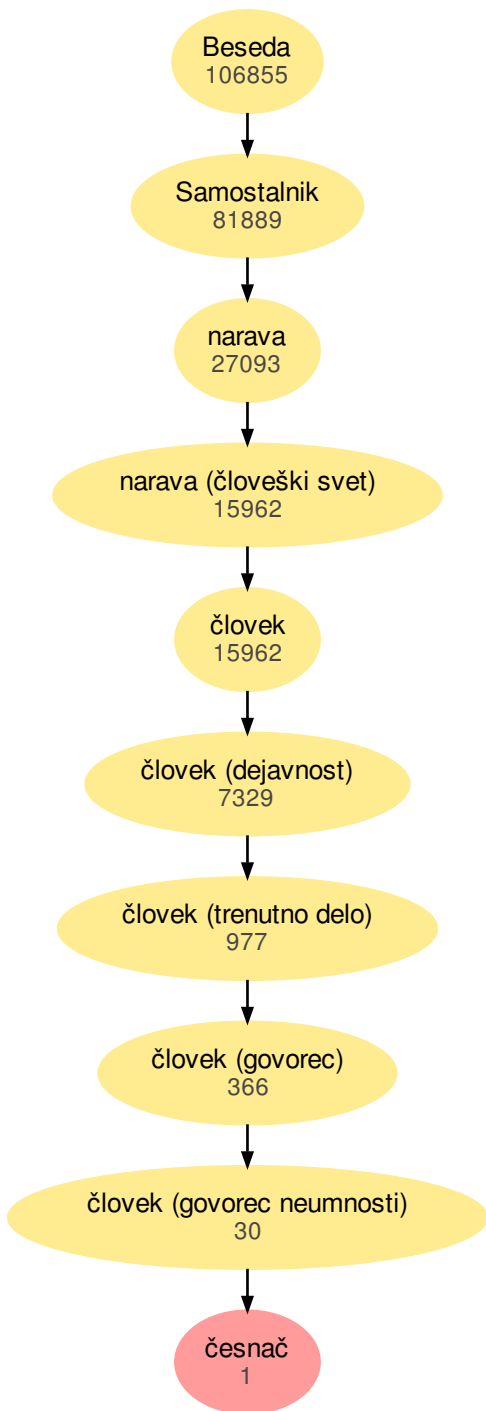 Beseda
106855
Samostalnik
81889
narava
27093
narava (človeški svet)
15962
človek
15962
človek (dejavnost)
7329
človek (trenutno delo)
977
človek (govorec)
366
človek (govorec neumnosti)
30
česnač
1